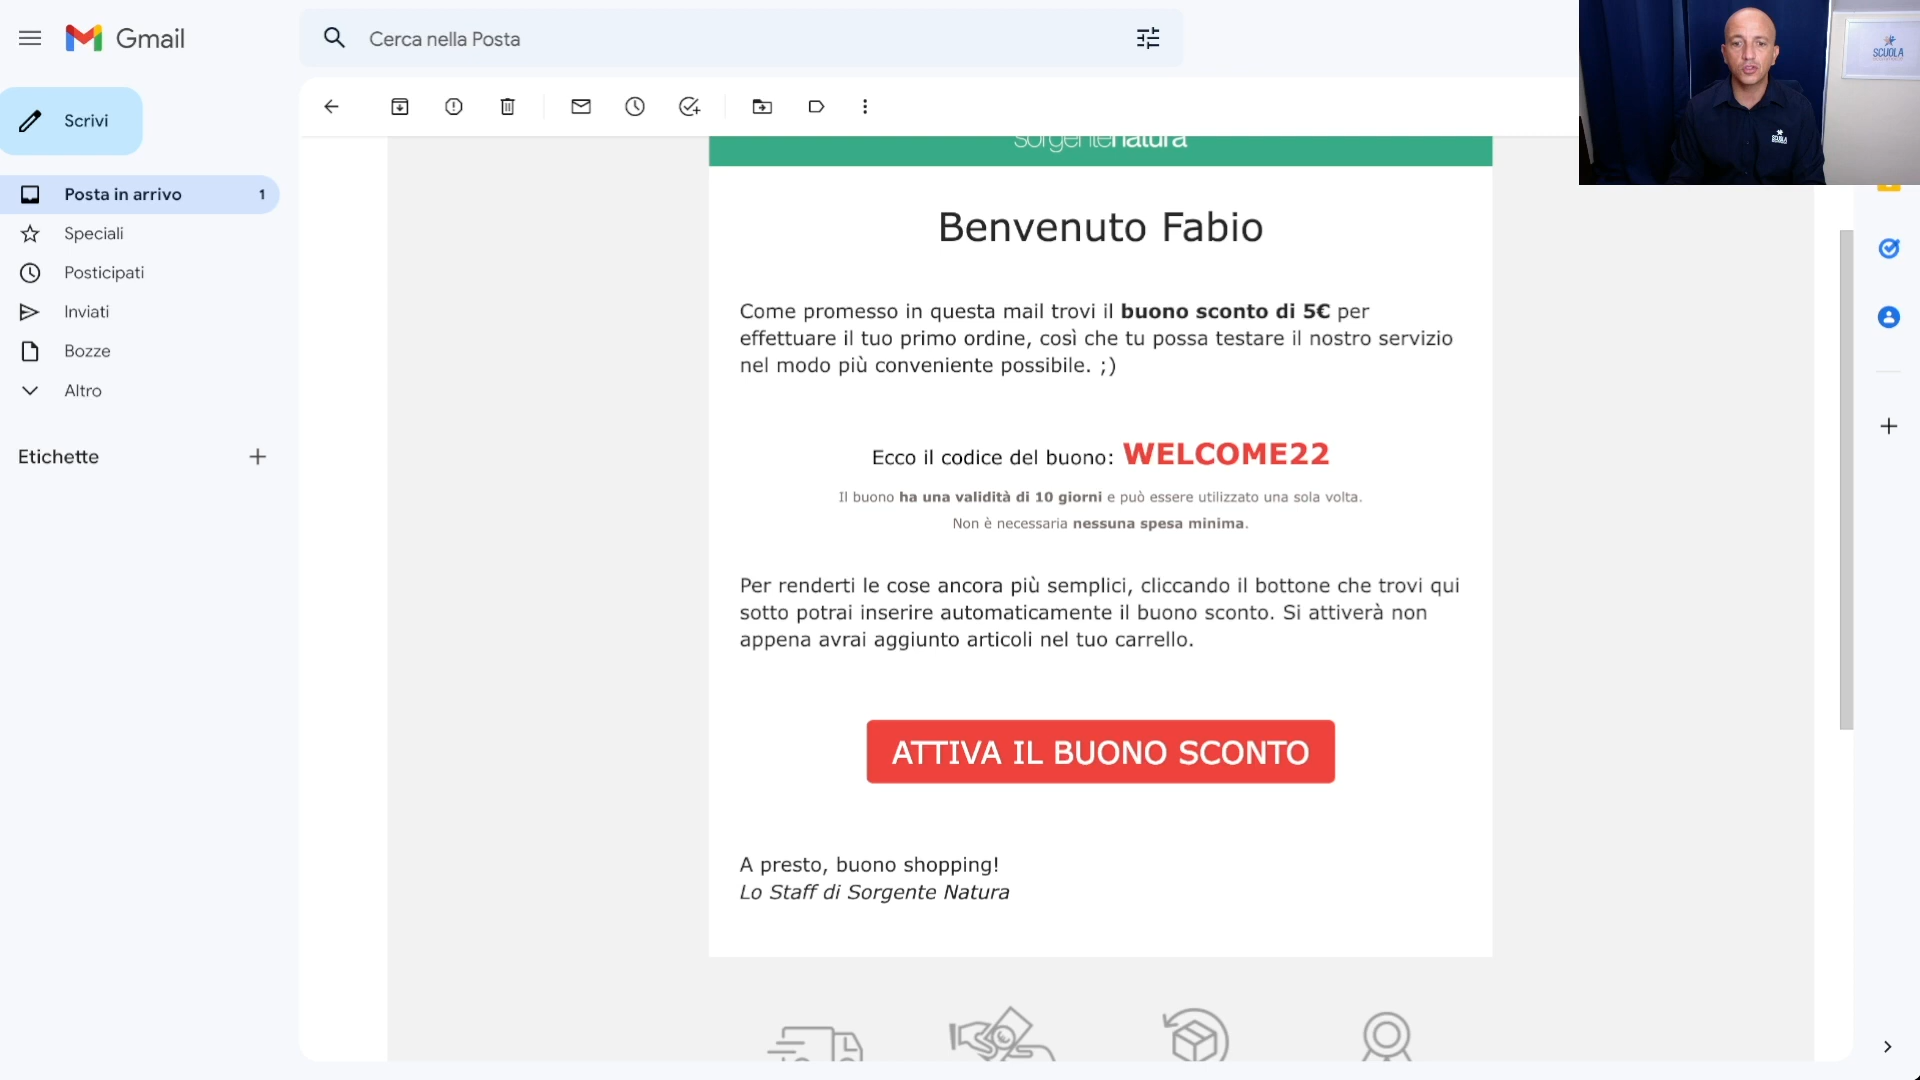 Gmail
Cerca nella Posta
Scrivi
Posta in arrivo 1
Speciali
Posticipati
Inviati
Bozze
Altro
Etichette
sorgentenatura
Benvenuto Fabio
Come promesso in questa mail trovi il buono sconto di 5€ per
effettuare il tuo primo ordine, così che tu possa testare il nostro servizio
nel modo più conveniente possibile. ;)
Ecco il codice del buono: WELCOME22
Il buono ha una validità di 10 giorni e può essere utilizzato una sola volta.
Non è necessaria nessuna spesa minima.
Per renderti le cose ancora più semplici, cliccando il bottone che trovi qui
sotto potrai inserire automaticamente il buono sconto. Si attiverà non
appena avrai aggiunto articoli nel tuo carrello.
ATTIVA IL BUONO SCONTO
A presto, buono shopping!
Lo Staff di Sorgente Natura
SCUOLA
SCUOLA